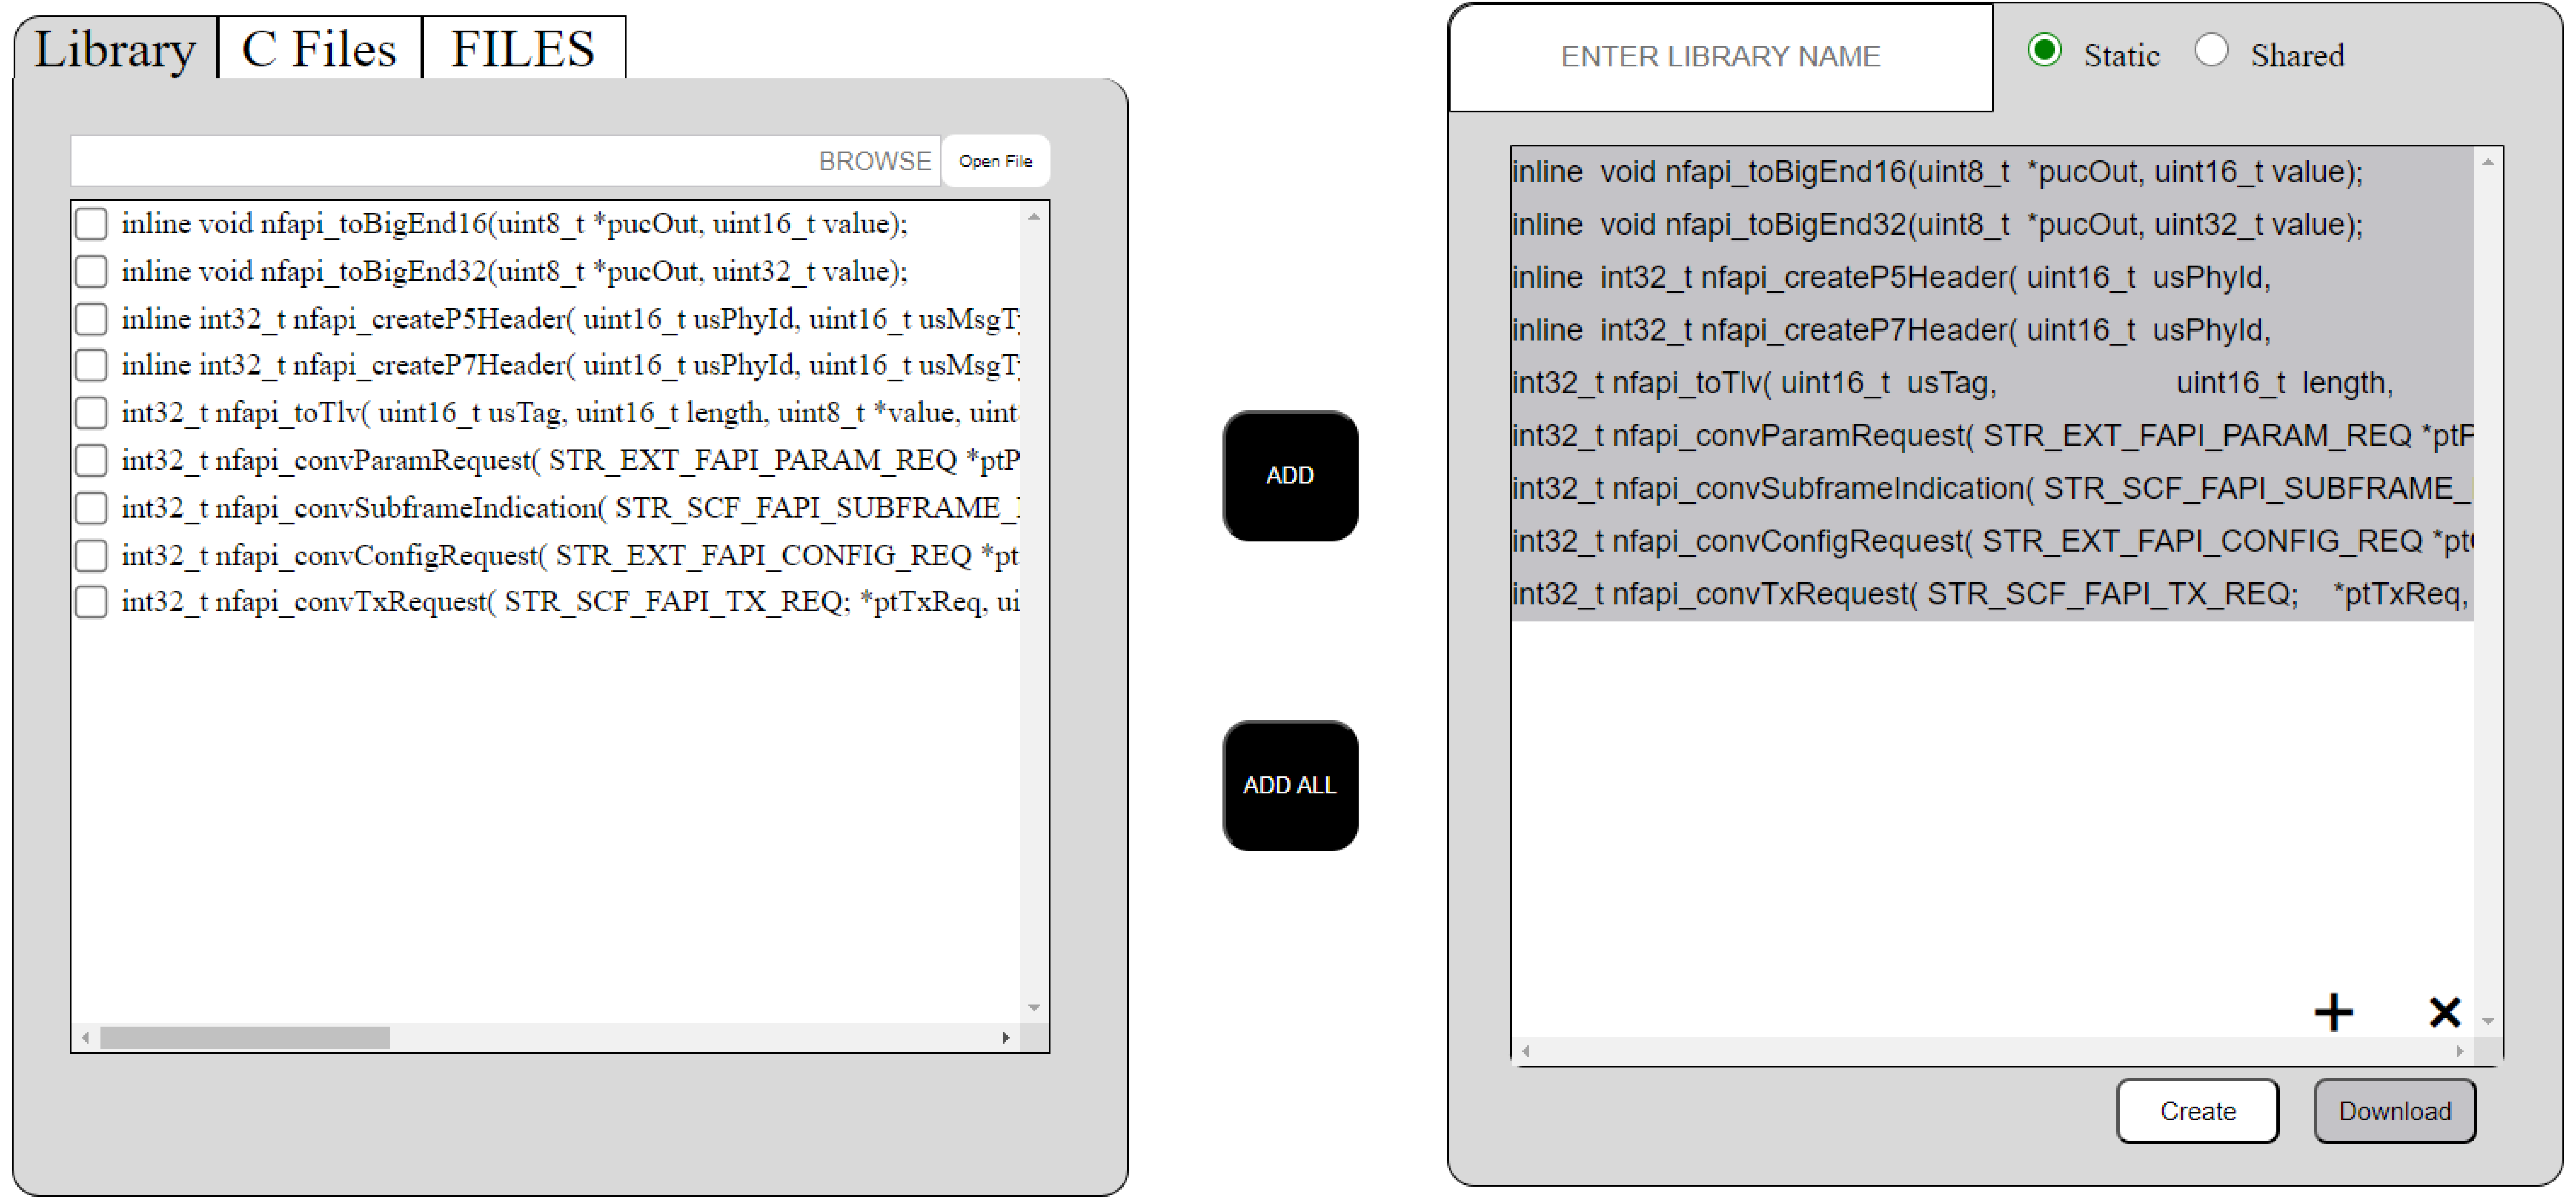 Library C Files FILES
BROWSE Open File
inline void nfapi_toBigEnd16(uint8_t *pucOut, uint16_t value);
inline void nfapi_toBigEnd32(uint8_t *pucOut, uint32_t value);
inline int32_t nfapi_createP5Header( uint16_t usPhyId, uint16_t usMsgTy
inline int32_t nfapi_createP7Header( uint16_t usPhyId, uint16_t usMsgTy
int32_t nfapi_toTlv( uint16_t usTag, uint16_t length, uint8_t *value, uint
int32_t nfapi_convParamRequest( STR_EXT_FAPI_PARAM_REQ *ptP
int32_t nfapi_convSubframeIndication( STR_SCF_FAPI_SUBFRAME_
int32_t nfapi_convConfigRequest( STR_EXT_FAPI_CONFIG_REQ *pt
int32_t nfapi_convTxRequest( STR_SCF_FAPI_TX_REQ; *ptTxReq, ui
ADD
ADD ALL
ENTER LIBRARY NAME Static Shared
inline void nfapi_toBigEnd16(uint8_t *pucOut, uint16_t value);
inline void nfapi_toBigEnd32(uint8_t *pucOut, uint32_t value);
inline int32_t nfapi_createP5Header( uint16_t usPhyId,
inline int32_t nfapi_createP7Header( uint16_t usPhyId,
int32_t nfapi_toTlv( uint16_t usTag, uint16_t length,
int32_t nfapi_convParamRequest( STR_EXT_FAPI_PARAM_REQ *ptP
int32_t nfapi_convSubframeIndication( STR_SCF_FAPI_SUBFRAME_
int32_t nfapi_convConfigRequest( STR_EXT_FAPI_CONFIG_REQ *pt
int32_t nfapi_convTxRequest( STR_SCF_FAPI_TX_REQ; *ptTxReq,
Create Download